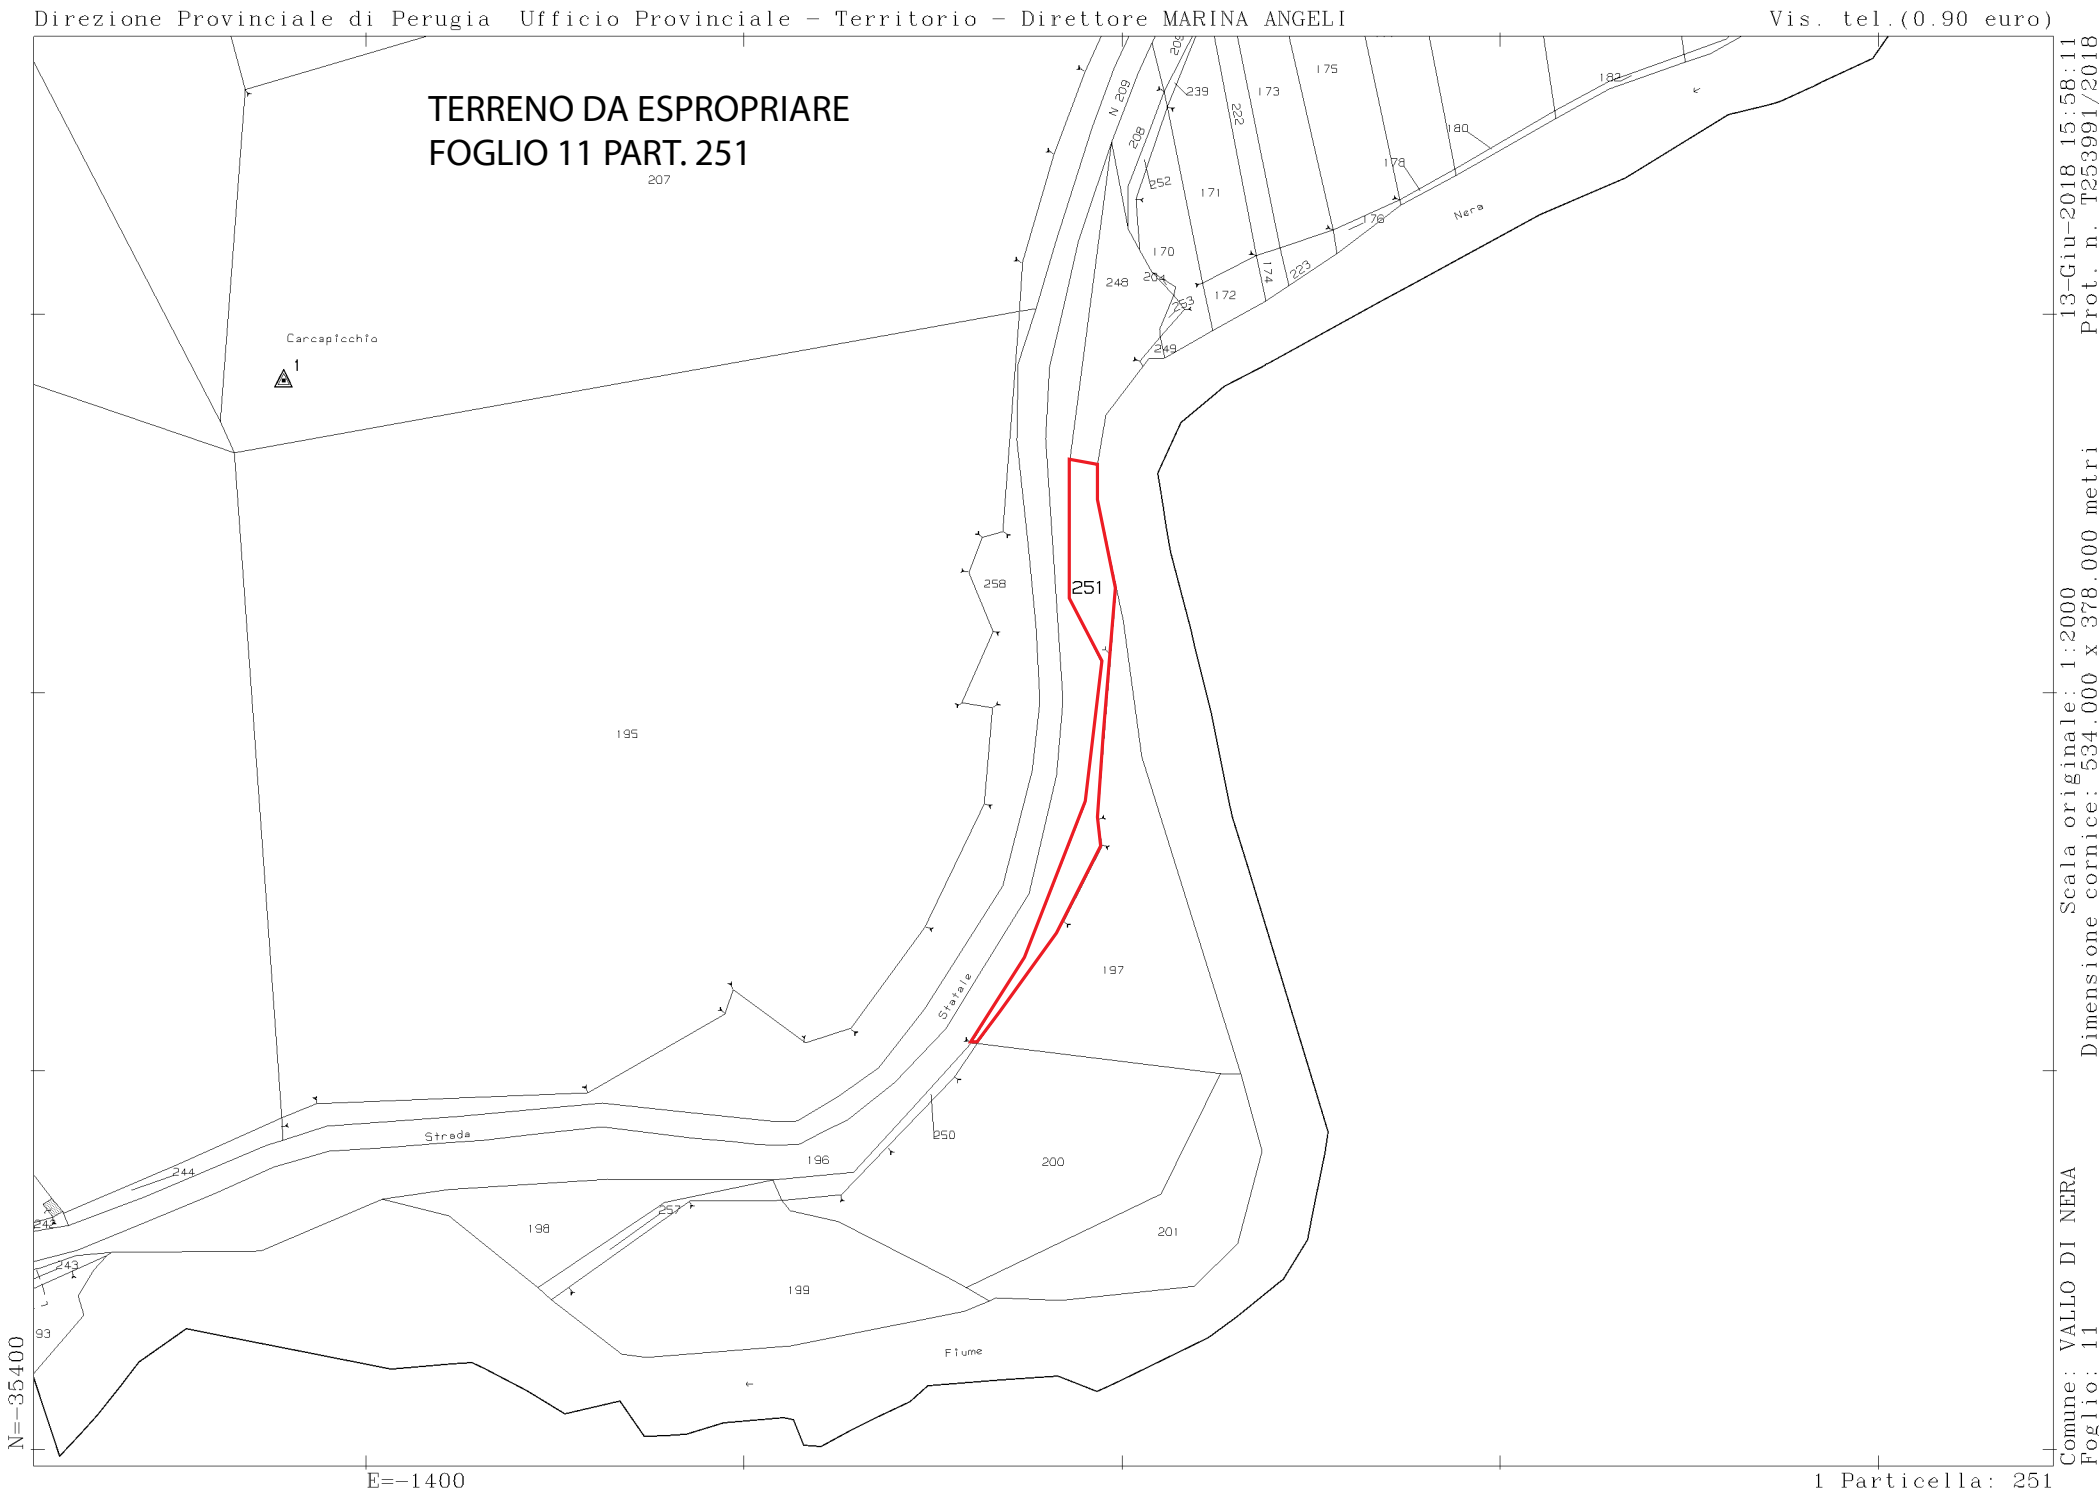 Direzione Provinciale di Perugia Ufficio Provinciale - Territorio - Direttore MARINA ANGELI
Vis. tel.(0.90 euro)
TERRENO DA ESPROPRIARE
FOGLIO 11 PART. 251
207
N 209
209
208
239
222
173
175
182
180
178
252
171
176
Nera
170
204
248
253
172
174
223
249
Carcapicchio
1
258
251
195
197
Statale
Strada
244
196
250
200
257
198
201
243
199
93
Fiume
N=-35400
E=-1400
1 Particella: 251
13-Giu-2018 15:58:11
Prot. n. T253991/2018
Scala originale: 1:2000
Dimensione cornice: 534.000 x 378.000 metri
Comune: VALLO DI NERA
Foglio: 11